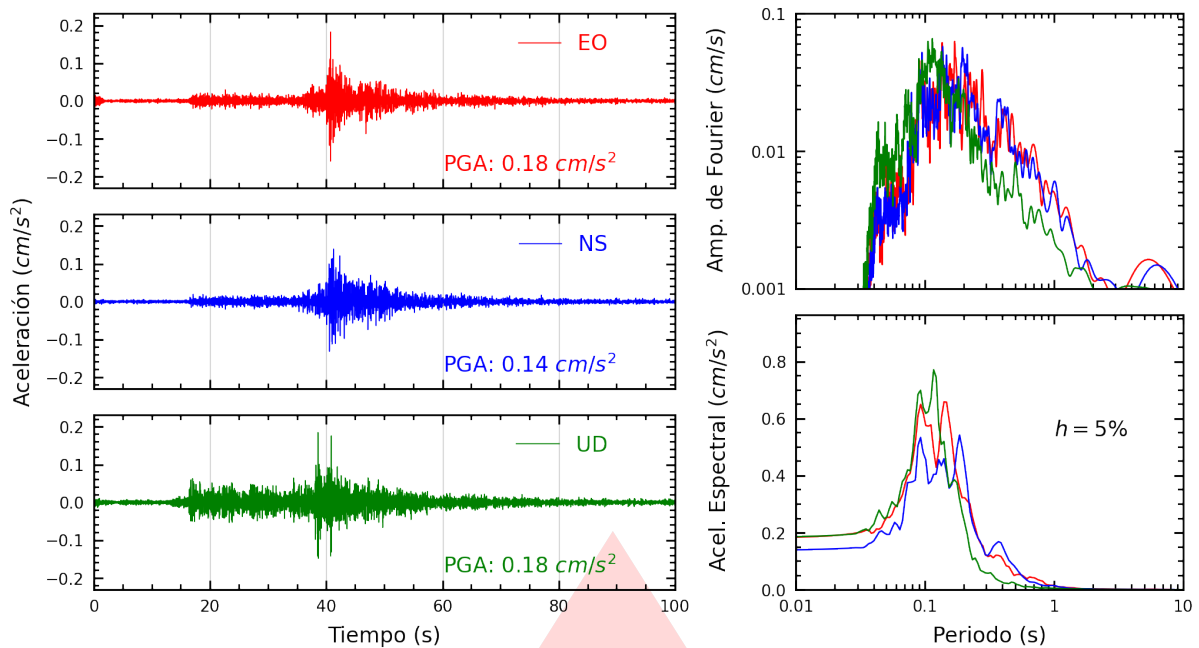 0.2
0.1
0.0
−0.1
−0.2
EO
PGA: 0.18 cm/s²
0.2
0.1
0.0
−0.1
−0.2
NS
PGA: 0.14 cm/s²
0.2
0.1
0.0
−0.1
−0.2
UD
PGA: 0.18 cm/s²
Aceleración (cm/s²)
0 20 40 60 80 100
Tiempo (s)
0.1
0.01
0.001
Amp. de Fourier (cm/s)
0.8
0.6
0.4
0.2
0.0
Acel. Espectral (cm/s²)
h = 5%
0.01 0.1 1 10
Periodo (s)